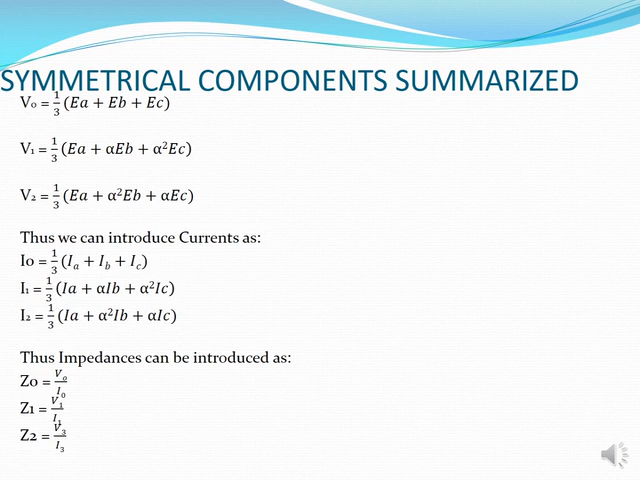 SYMMETRICAL COMPONENTS SUMMARIZED
V₀ = 1/3 (Ea + Eb + Ec)
V₁ = 1/3 (Ea + αEb + α²Ec)
V₂ = 1/3 (Ea + α²Eb + αEc)
Thus we can introduce Currents as:
I0 = 1/3 (Iₐ + I_b + I_c)
I₁ = 1/3 (Ia + αIb + α²Ic)
I₂ = 1/3 (Ia + α²Ib + αIc)
Thus Impedances can be introduced as:
Z0 = V₀/I₀
Z1 = V₁/I₁
Z2 = V₃/I₃